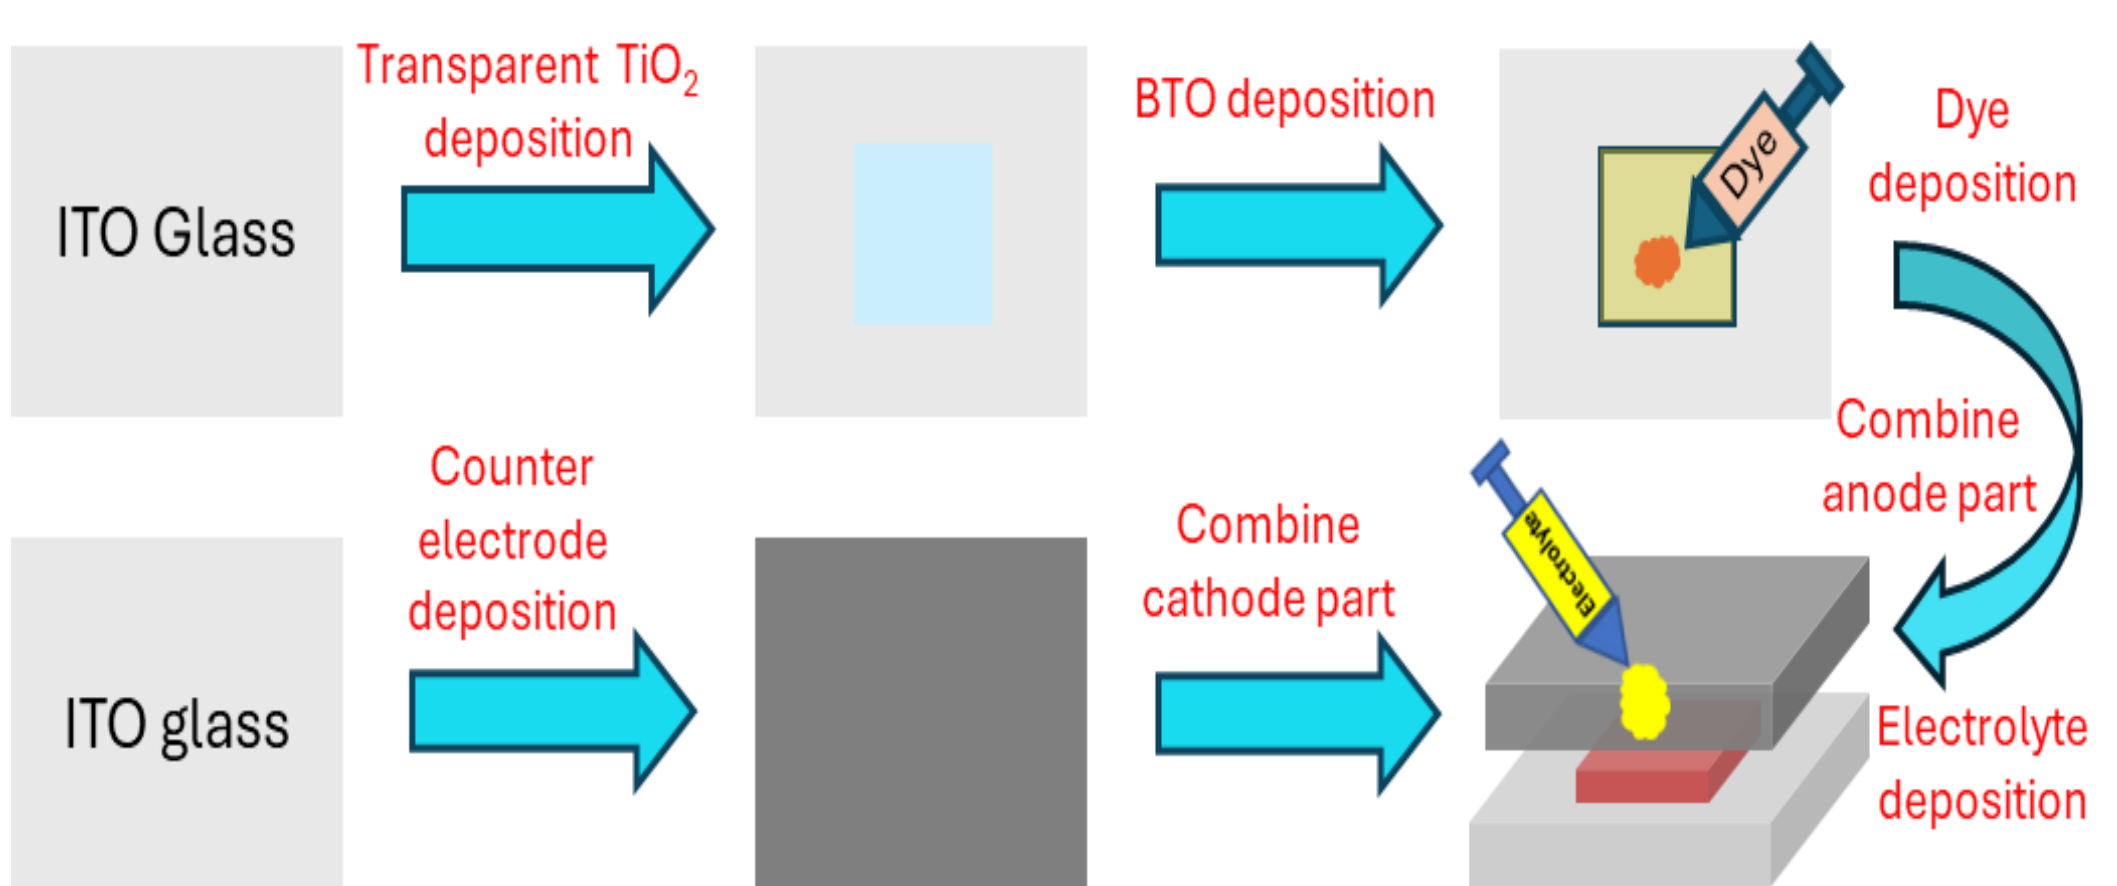 ITO Glass
Transparent TiO₂
deposition
BTO deposition
Dye
Dye
deposition
Combine
anode part
ITO glass
Counter
electrode
deposition
Combine
cathode part
Electrolyte
Electrolyte
deposition